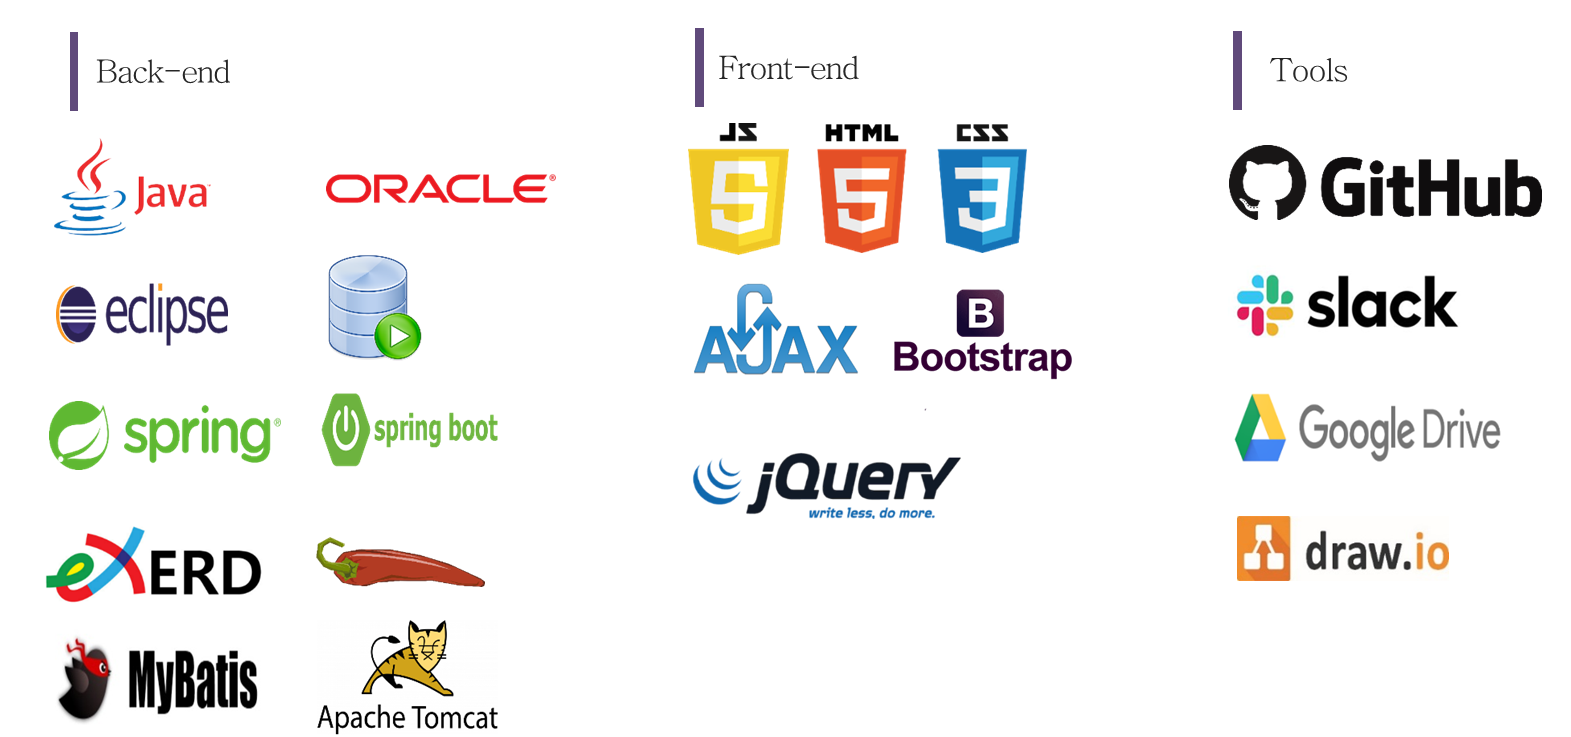 Back-end
Java
ORACLE®
eclipse
spring®
spring boot
eXERD
MyBatis
Apache Tomcat
Front-end
JS HTML CSS
5 5 3
AJAX
B
Bootstrap
jQuery
write less, do more.
Tools
GitHub
slack
Google Drive
draw.io